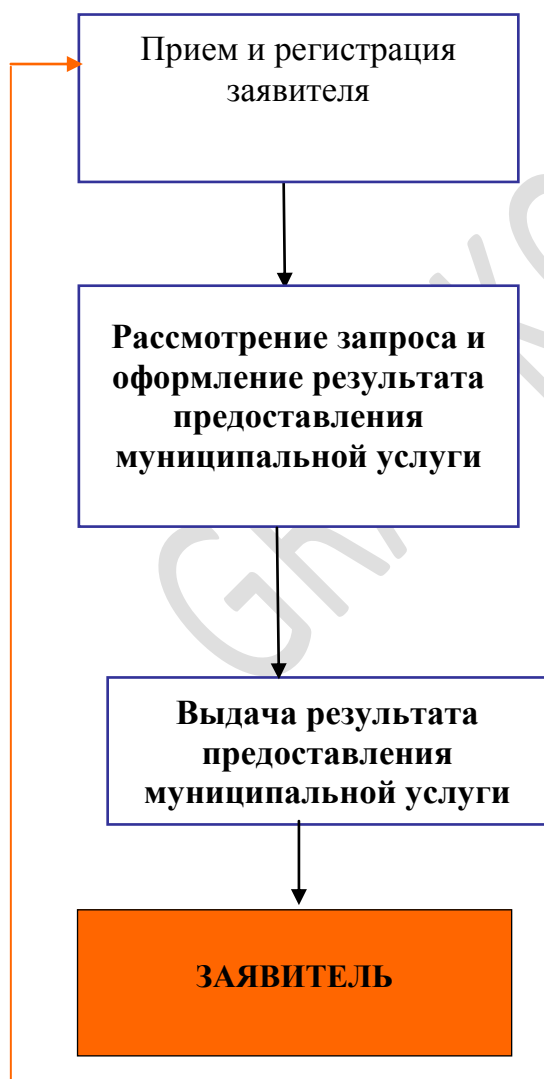 Прием и регистрация
заявителя
Рассмотрение запроса и
оформление результата
предоставления
муниципальной услуги
Выдача результата
предоставления
муниципальной услуги
ЗАЯВИТЕЛЬ